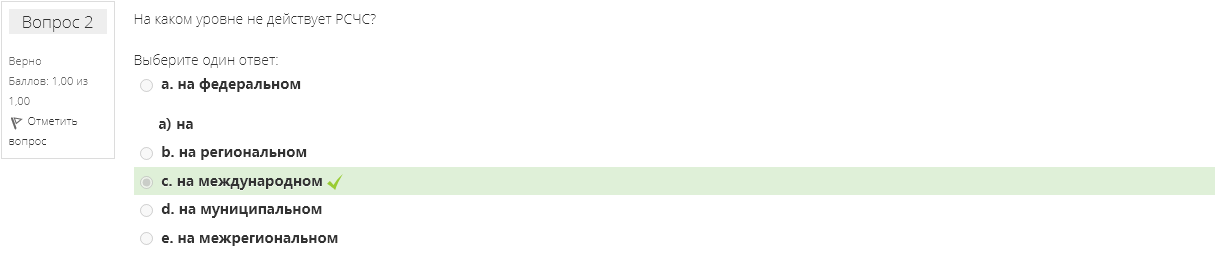 Вопрос 2
Верно
Баллов: 1,00 из
1,00
Отметить
вопрос
На каком уровне не действует РСЧС?
Выберите один ответ:
a. на федеральном
а) на
b. на региональном
c. на международном
d. на муниципальном
e. на межрегиональном